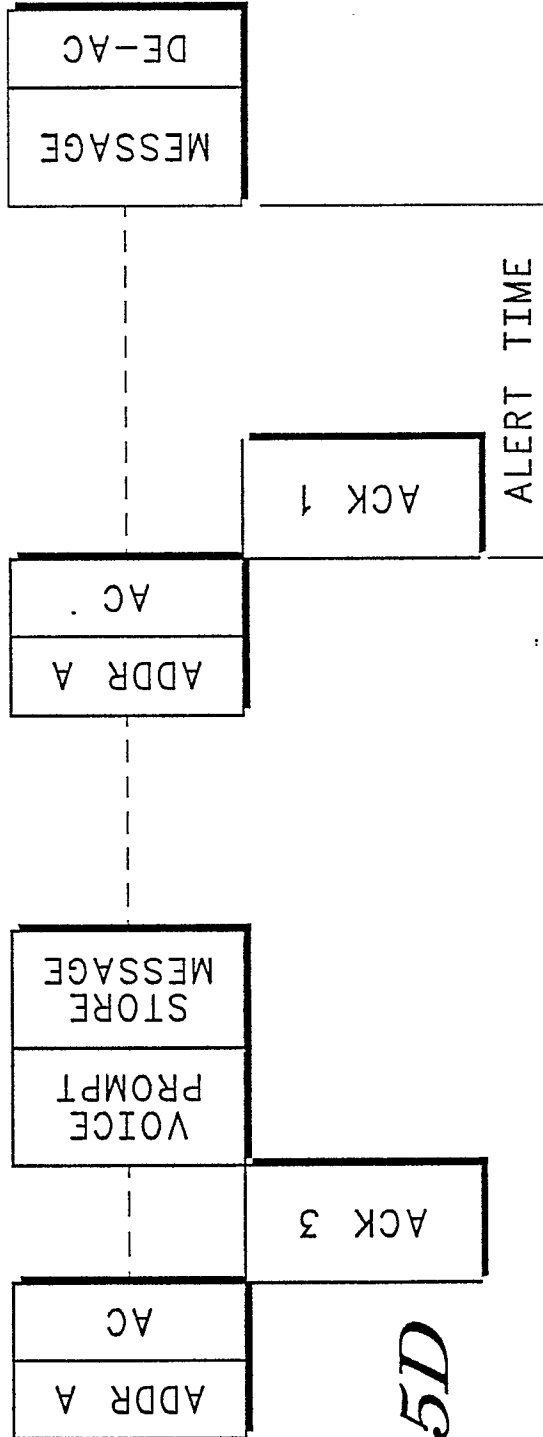 ADDR A
AC
ACK 3
VOICE
PROMPT
STORE
MESSAGE
ADDR A
AC
ACK 1
MESSAGE
DE-AC
ALERT TIME
5D